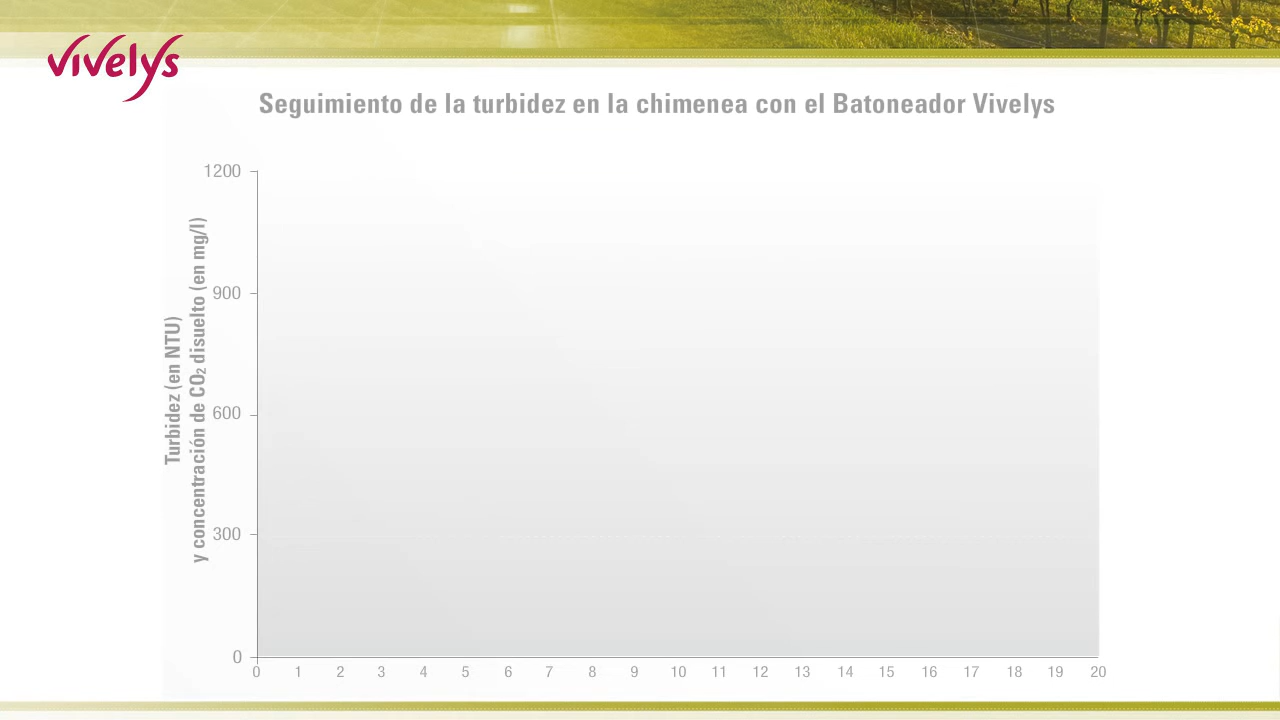 vivelys
Seguimiento de la turbidez en la chimenea con el Batoneador Vivelys
Turbidez (en NTU)
y concentración de CO₂ disuelto (en mg/l)
1200
900
600
300
0
0 1 2 3 4 5 6 7 8 9 10 11 12 13 14 15 16 17 18 19 20